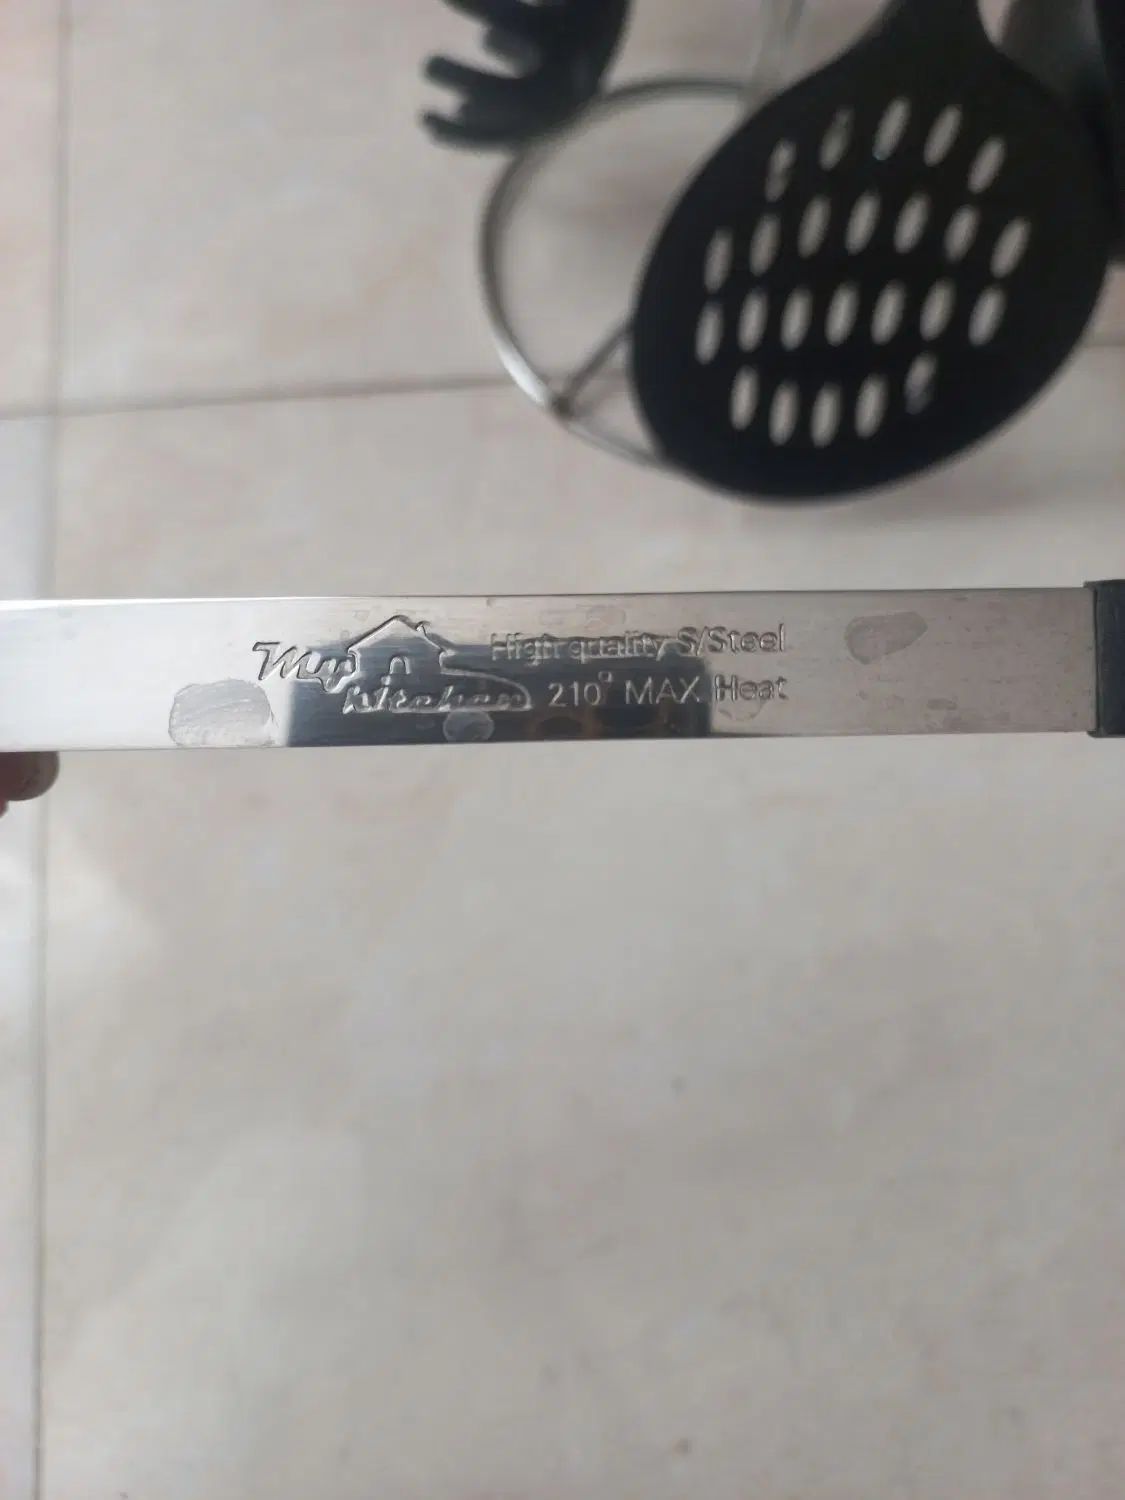 My kitchen
High quality S/Steel
210° MAX Heat